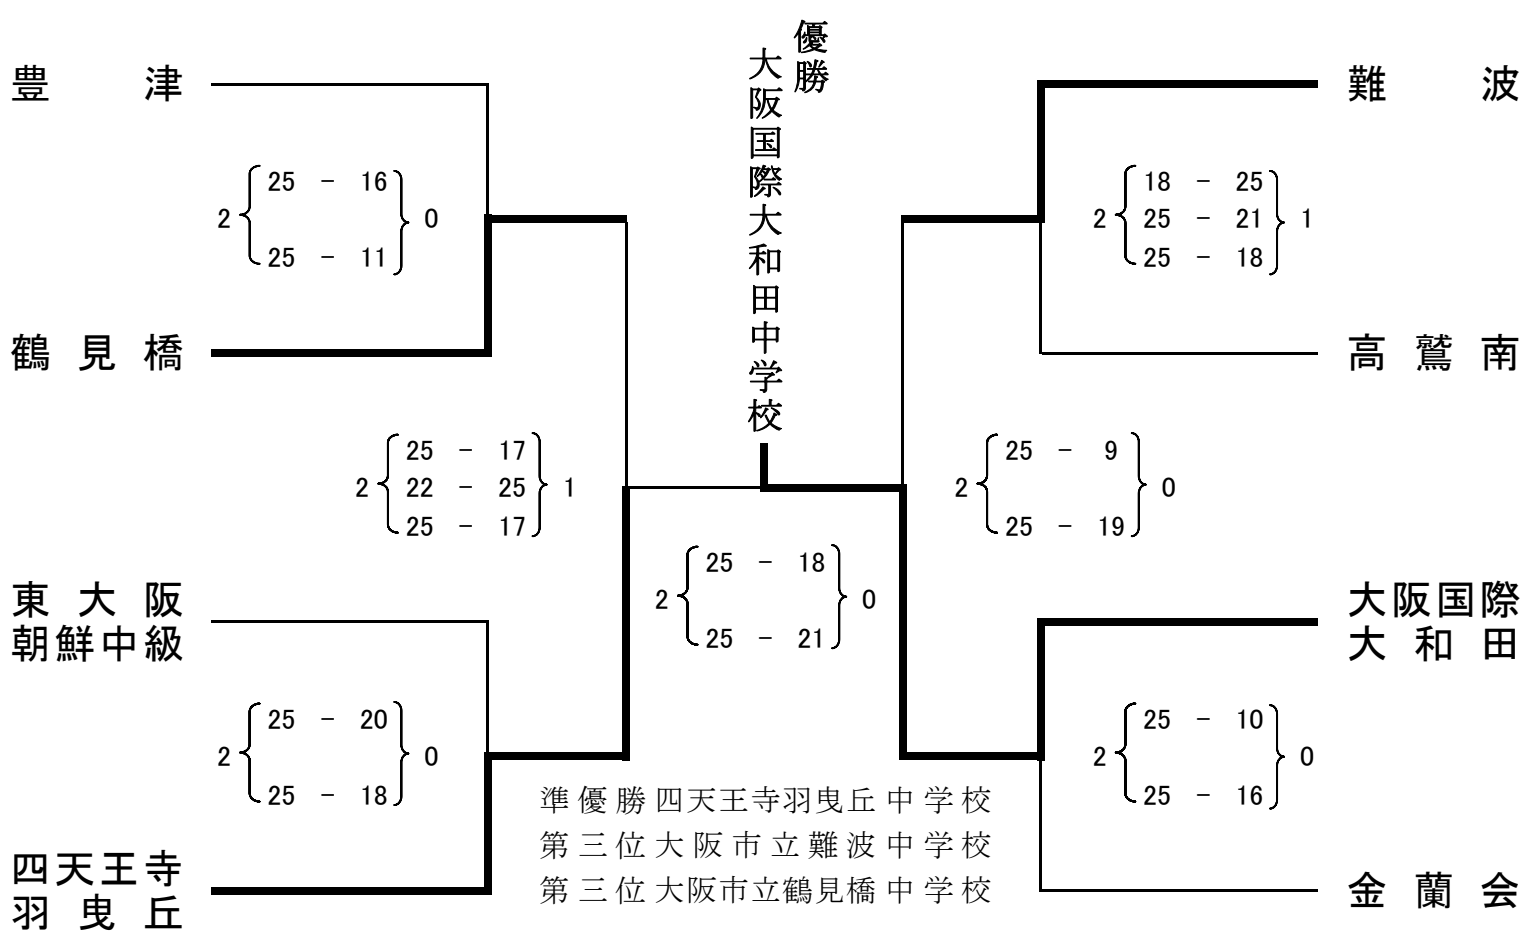 優勝
大阪国際大和田中学校
豊津
25 - 16
2 0
25 - 11
鶴見橋
25 - 17
2 22 - 25 1
25 - 17
東大阪
朝鮮中級
25 - 20
2 0
25 - 18
四天王寺
羽曳丘
25 - 18
2 0
25 - 21
難波
18 - 25
2 25 - 21 1
25 - 18
高鷲南
25 - 9
2 0
25 - 19
大阪国際
大和田
25 - 10
2 0
25 - 16
金蘭会
準優勝 四天王寺羽曳丘中学校
第三位 大阪市立難波中学校
第三位 大阪市立鶴見橋中学校